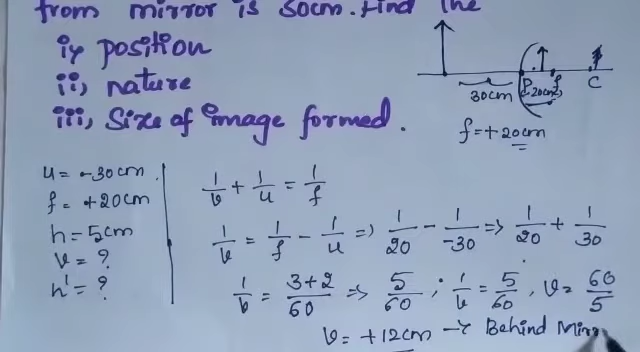 from mirror is 30cm. Find the
i, position
ii, nature
iii, Size of image formed.
30cm P 20cm f C
f=+20cm
u = -30cm
f = +20cm
h = 5cm
v = ?
h' = ?
1/v + 1/u = 1/f
1/v = 1/f - 1/u => 1/20 - 1/-30 => 1/20 + 1/30
1/v = 3+2/60 => 5/60 ; 1/v = 5/60, v = 60/5
v = +12cm -> Behind Mirr